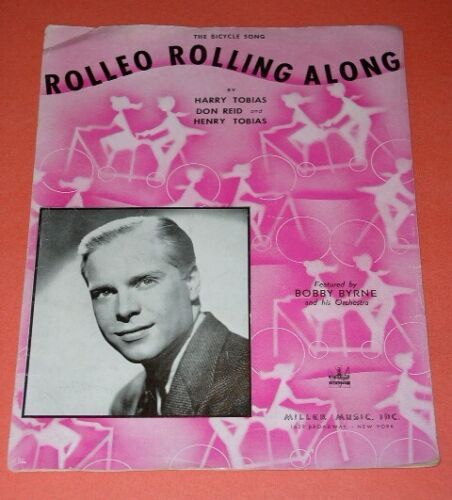 THE BICYCLE SONG
ROLLEO ROLLING ALONG
BY
HARRY TOBIAS
DON REID and
HENRY TOBIAS
Featured by
BOBBY BYRNE
and his Orchestra
MILLER MUSIC, INC.
BROADWAY NEW YORK